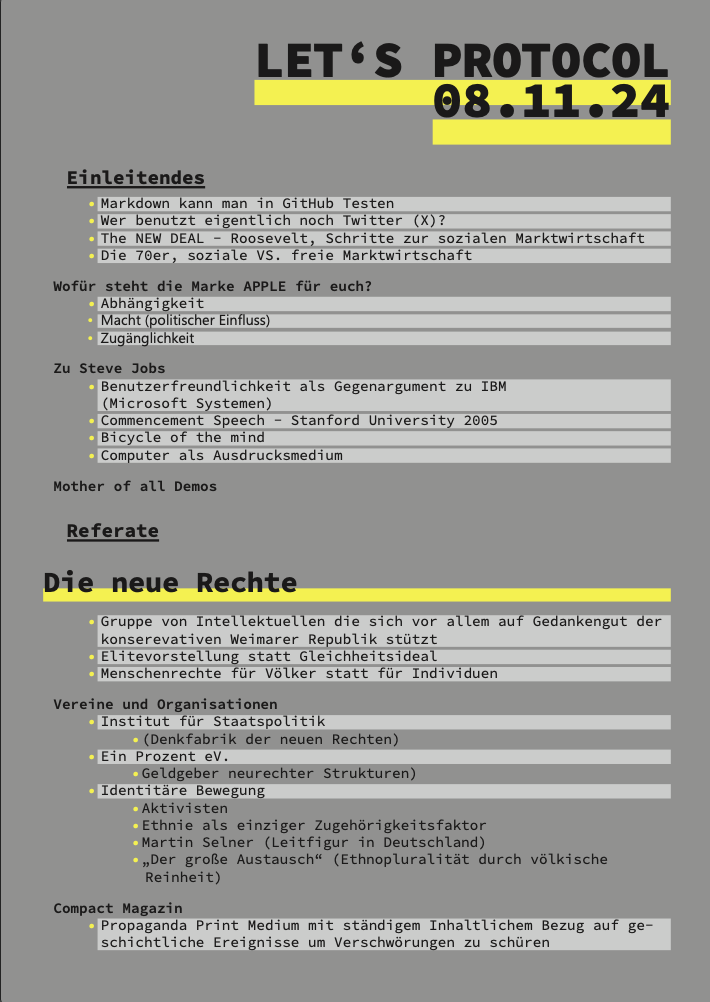 LET‘S PROTOCOL
08.11.24
Einleitendes
• Markdown kann man in GitHub Testen
• Wer benutzt eigentlich noch Twitter (X)?
• The NEW DEAL – Roosevelt, Schritte zur sozialen Marktwirtschaft
• Die 70er, soziale VS. freie Marktwirtschaft
Wofür steht die Marke APPLE für euch?
• Abhängigkeit
• Macht (politischer Einfluss)
• Zugänglichkeit
Zu Steve Jobs
• Benutzerfreundlichkeit als Gegenargument zu IBM
(Microsoft Systemen)
• Commencement Speech – Stanford University 2005
• Bicycle of the mind
• Computer als Ausdrucksmedium
Mother of all Demos
Referate
Die neue Rechte
• Gruppe von Intellektuellen die sich vor allem auf Gedankengut der
konserevativen Weimarer Republik stützt
• Elitevorstellung statt Gleichheitsideal
• Menschenrechte für Völker statt für Individuen
Vereine und Organisationen
• Institut für Staatspolitik
• (Denkfabrik der neuen Rechten)
• Ein Prozent eV.
• Geldgeber neurechter Strukturen)
• Identitäre Bewegung
• Aktivisten
• Ethnie als einziger Zugehörigkeitsfaktor
• Martin Selner (Leitfigur in Deutschland)
• „Der große Austausch“ (Ethnopluralität durch völkische
Reinheit)
Compact Magazin
• Propaganda Print Medium mit ständigem Inhaltlichem Bezug auf ge-
schichtliche Ereignisse um Verschwörungen zu schüren